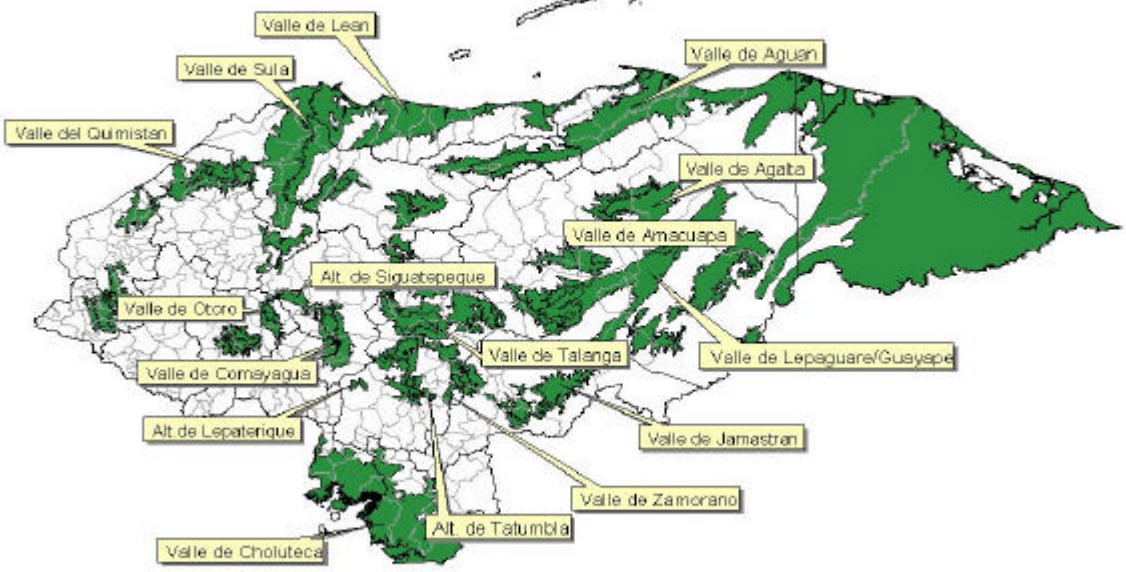 Valle de Lean
Valle de Aguan
Valle de Sula
Valle del Quimistan
Valle de Agalta
Valle de Amacuapa
Alt. de Siguatepeque
Valle de Otoro
Valle de Talanga
Valle de Lepaguare/Guayape
Valle de Comayagua
Alt.de Lepaterique
Valle de Jamastran
Valle de Zamorano
Alt. de Tatumbla
Valle de Choluteca